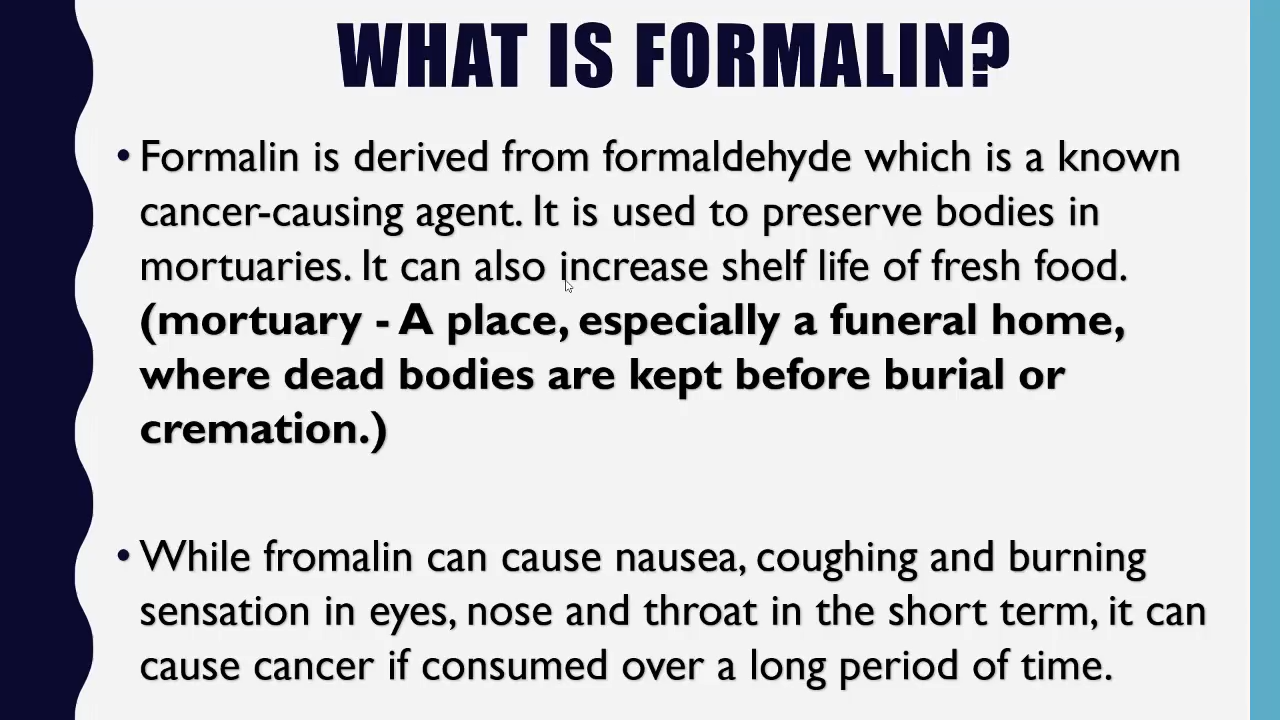 WHAT IS FORMALIN?
• Formalin is derived from formaldehyde which is a known
cancer-causing agent. It is used to preserve bodies in
mortuaries. It can also increase shelf life of fresh food.
(mortuary - A place, especially a funeral home,
where dead bodies are kept before burial or
cremation.)
• While fromalin can cause nausea, coughing and burning
sensation in eyes, nose and throat in the short term, it can
cause cancer if consumed over a long period of time.